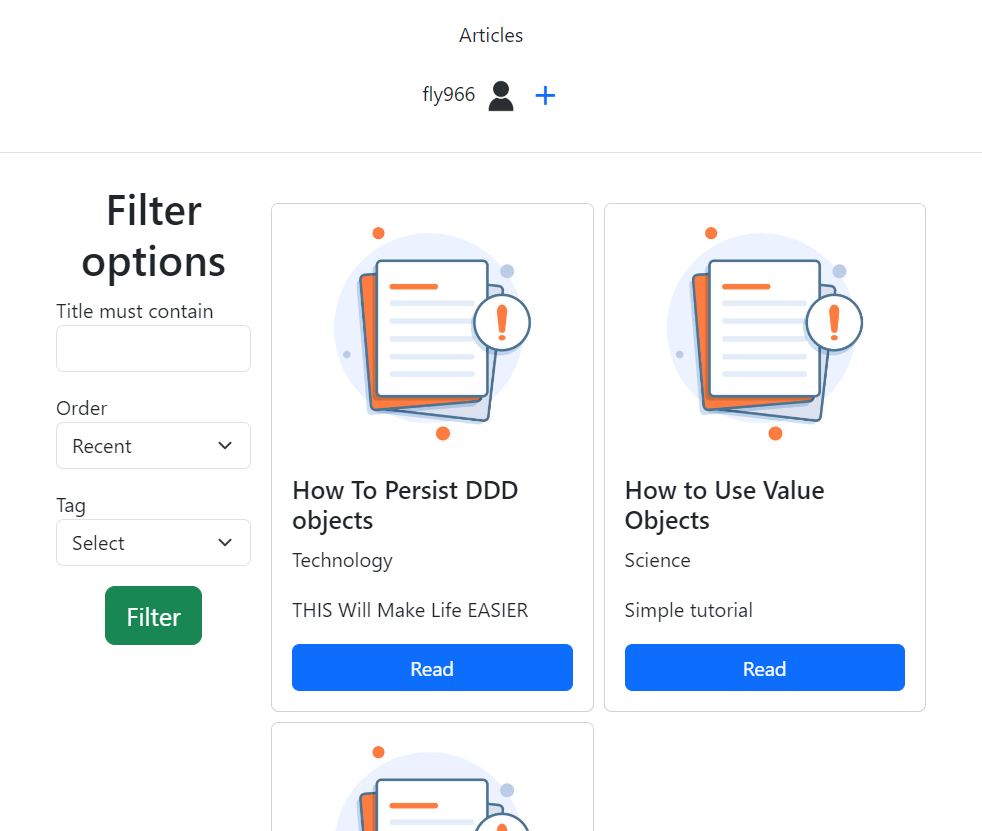 Articles
fly966
Filter
options
Title must contain
Order
Recent
Tag
Select
Filter
How To Persist DDD
objects
Technology
THIS Will Make Life EASIER
Read
How to Use Value
Objects
Science
Simple tutorial
Read